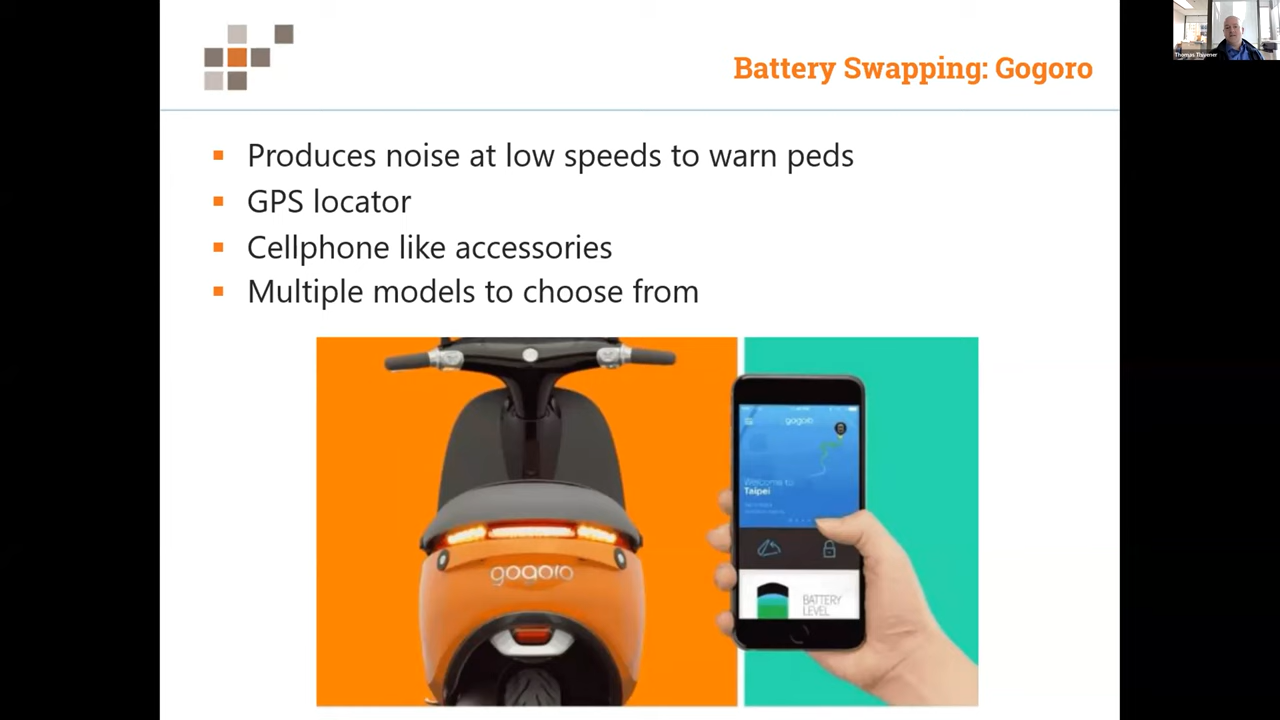 Battery Swapping: Gogoro
Produces noise at low speeds to warn peds
GPS locator
Cellphone like accessories
Multiple models to choose from
gogoro
gogoro
Welcome to
Taipei
BATTERY
LEVEL
Thomas